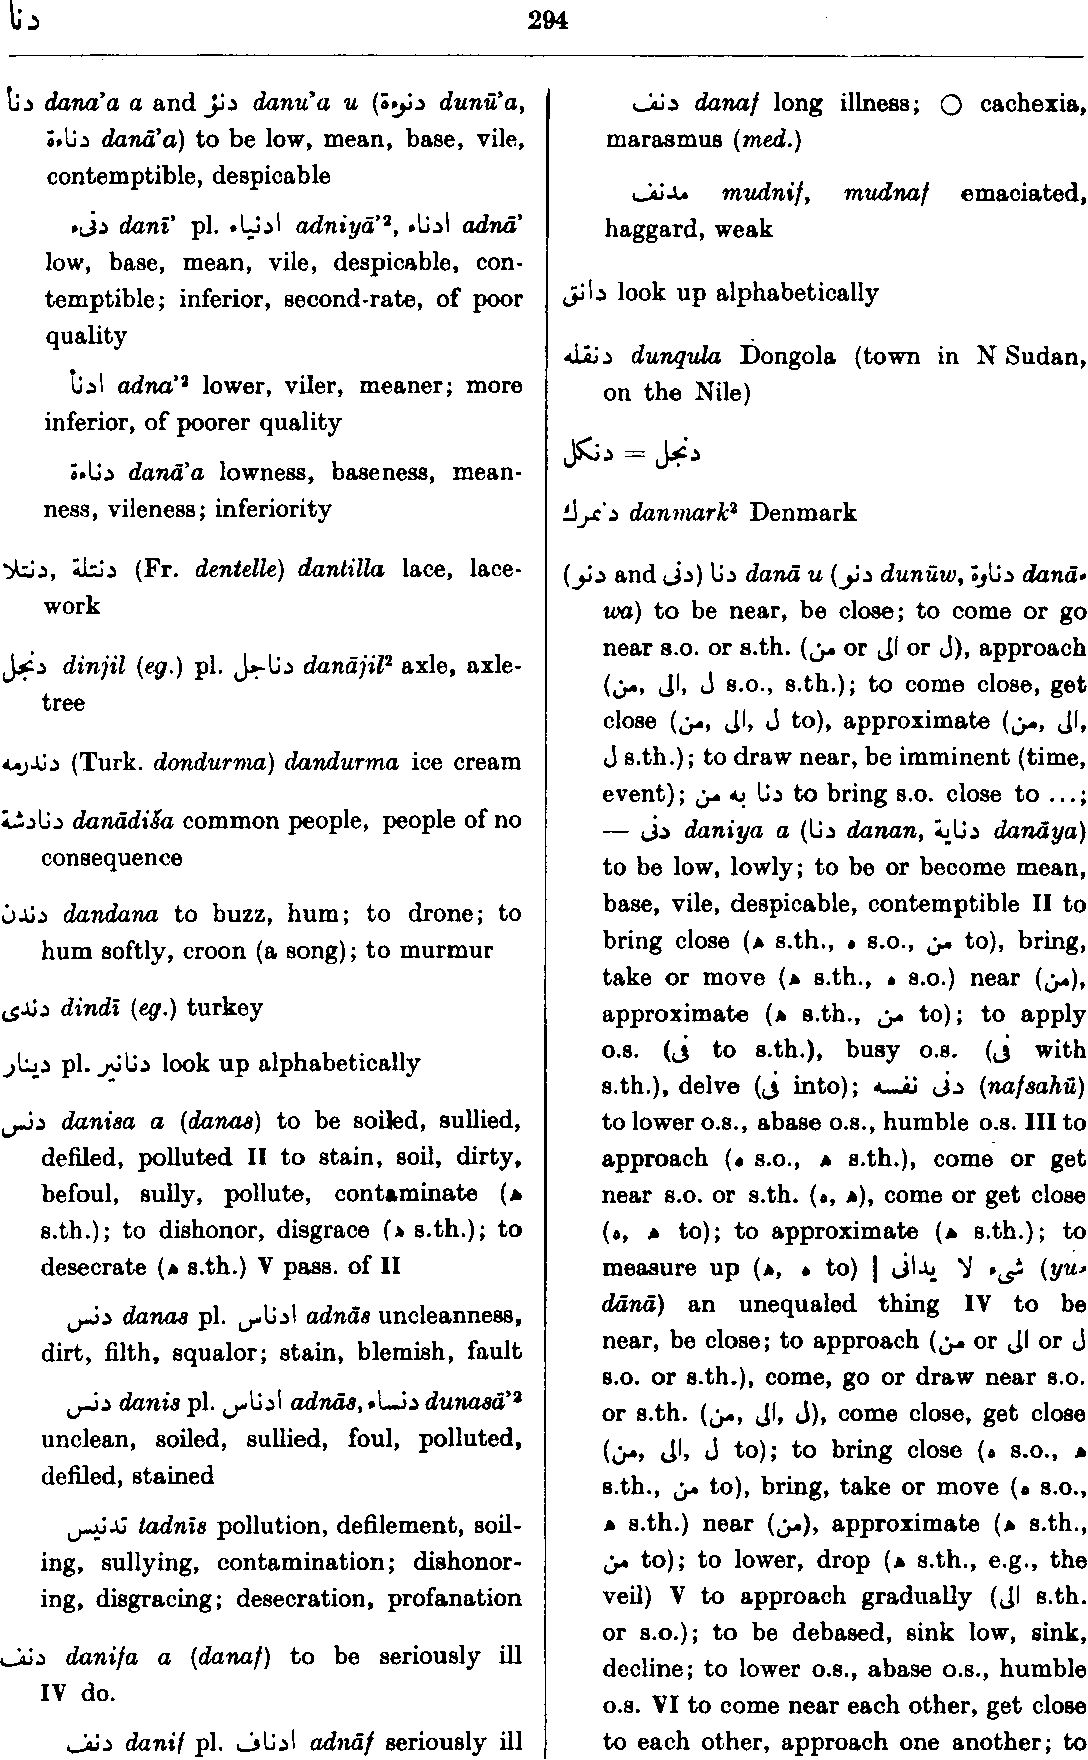 دنا
294
دنأ dana'a a and دنؤ danu'a u (دنوءة dunū'a,
دناءة danā'a) to be low, mean, base, vile,
contemptible, despicable
دنىء danī' pl. ادنياء adniyā'², ادناء adnā'
low, base, mean, vile, despicable, con-
temptible; inferior, second-rate, of poor
quality
ادنأ adna'² lower, viler, meaner; more
inferior, of poorer quality
دناءة danā'a lowness, baseness, mean-
ness, vileness; inferiority
دنتلا, دنتلة (Fr. dentelle) dantilla lace, lace-
work
دنجل dinjil (eg.) pl. دناجل danājil² axle, axle-
tree
دندرمه (Turk. dondurma) dandurma ice cream
دنادشة danādiša common people, people of no
consequence
دندن dandana to buzz, hum; to drone; to
hum softly, croon (a song); to murmur
دندى dindī (eg.) turkey
دينار pl. دنانير look up alphabetically
دنس danisa a (danas) to be soiled, sullied,
defiled, polluted II to stain, soil, dirty,
befoul, sully, pollute, contaminate (ه
s.th.); to dishonor, disgrace (ه s.th.); to
desecrate (ه s.th.) V pass. of II
دنس danas pl. ادناس adnās uncleanness,
dirt, filth, squalor; stain, blemish, fault
دنس danis pl. ادناس adnās, دنساء dunasā'²
unclean, soiled, sullied, foul, polluted,
defiled, stained
تدنيس tadnīs pollution, defilement, soil-
ing, sullying, contamination; dishonor-
ing, disgracing; desecration, profanation
دنف danifa a (danaf) to be seriously ill
IV do.
دنف danif pl. ادناف adnāf seriously ill
دنف danaf long illness; ○ cachexia,
marasmus (med.)
مدنف mudnif, mudnaf emaciated,
haggard, weak
دانق look up alphabetically
دنقله dunqula Dongola (town in N Sudan,
on the Nile)
دنكل = دنجل
دنمرك danmark² Denmark
(دنو and دنى) دنا danā u (دنو dunūw, دناوة danā-
wa) to be near, be close; to come or go
near s.o. or s.th. (من or الى or ل), approach
(من, الى, ل s.o., s.th.); to come close, get
close (من, الى, ل to), approximate (من, الى,
ل s.th.); to draw near, be imminent (time,
event); دنا به من to bring s.o. close to ...;
— دنى daniya a (دنا danan, دناية danāya)
to be low, lowly; to be or become mean,
base, vile, despicable, contemptible II to
bring close (ه s.th., ه s.o., من to), bring,
take or move (ه s.th., ه s.o.) near (من),
approximate (ه s.th., من to); to apply
o.s. (فى to s.th.), busy o.s. (فى with
s.th.), delve (فى into); دنى نفسه (nafsahū)
to lower o.s., abase o.s., humble o.s. III to
approach (ه s.o., ه s.th.), come or get
near s.o. or s.th. (ه, ه), come or get close
(ه, ه to); to approximate (ه s.th.); to
measure up (ه, ه to) | شىء لا يدانى (yu-
dānā) an unequaled thing IV to be
near, be close; to approach (من or الى or ل
s.o. or s.th.), come, go or draw near s.o.
or s.th. (من, الى, ل), come close, get close
(من, الى, ل to); to bring close (ه s.o., ه
s.th., من to), bring, take or move (ه s.o.,
ه s.th.) near (من), approximate (ه s.th.,
من to); to lower, drop (ه s.th., e.g., the
veil) V to approach gradually (الى s.th.
or s.o.); to be debased, sink low, sink,
decline; to lower o.s., abase o.s., humble
o.s. VI to come near each other, get close
to each other, approach one another; to